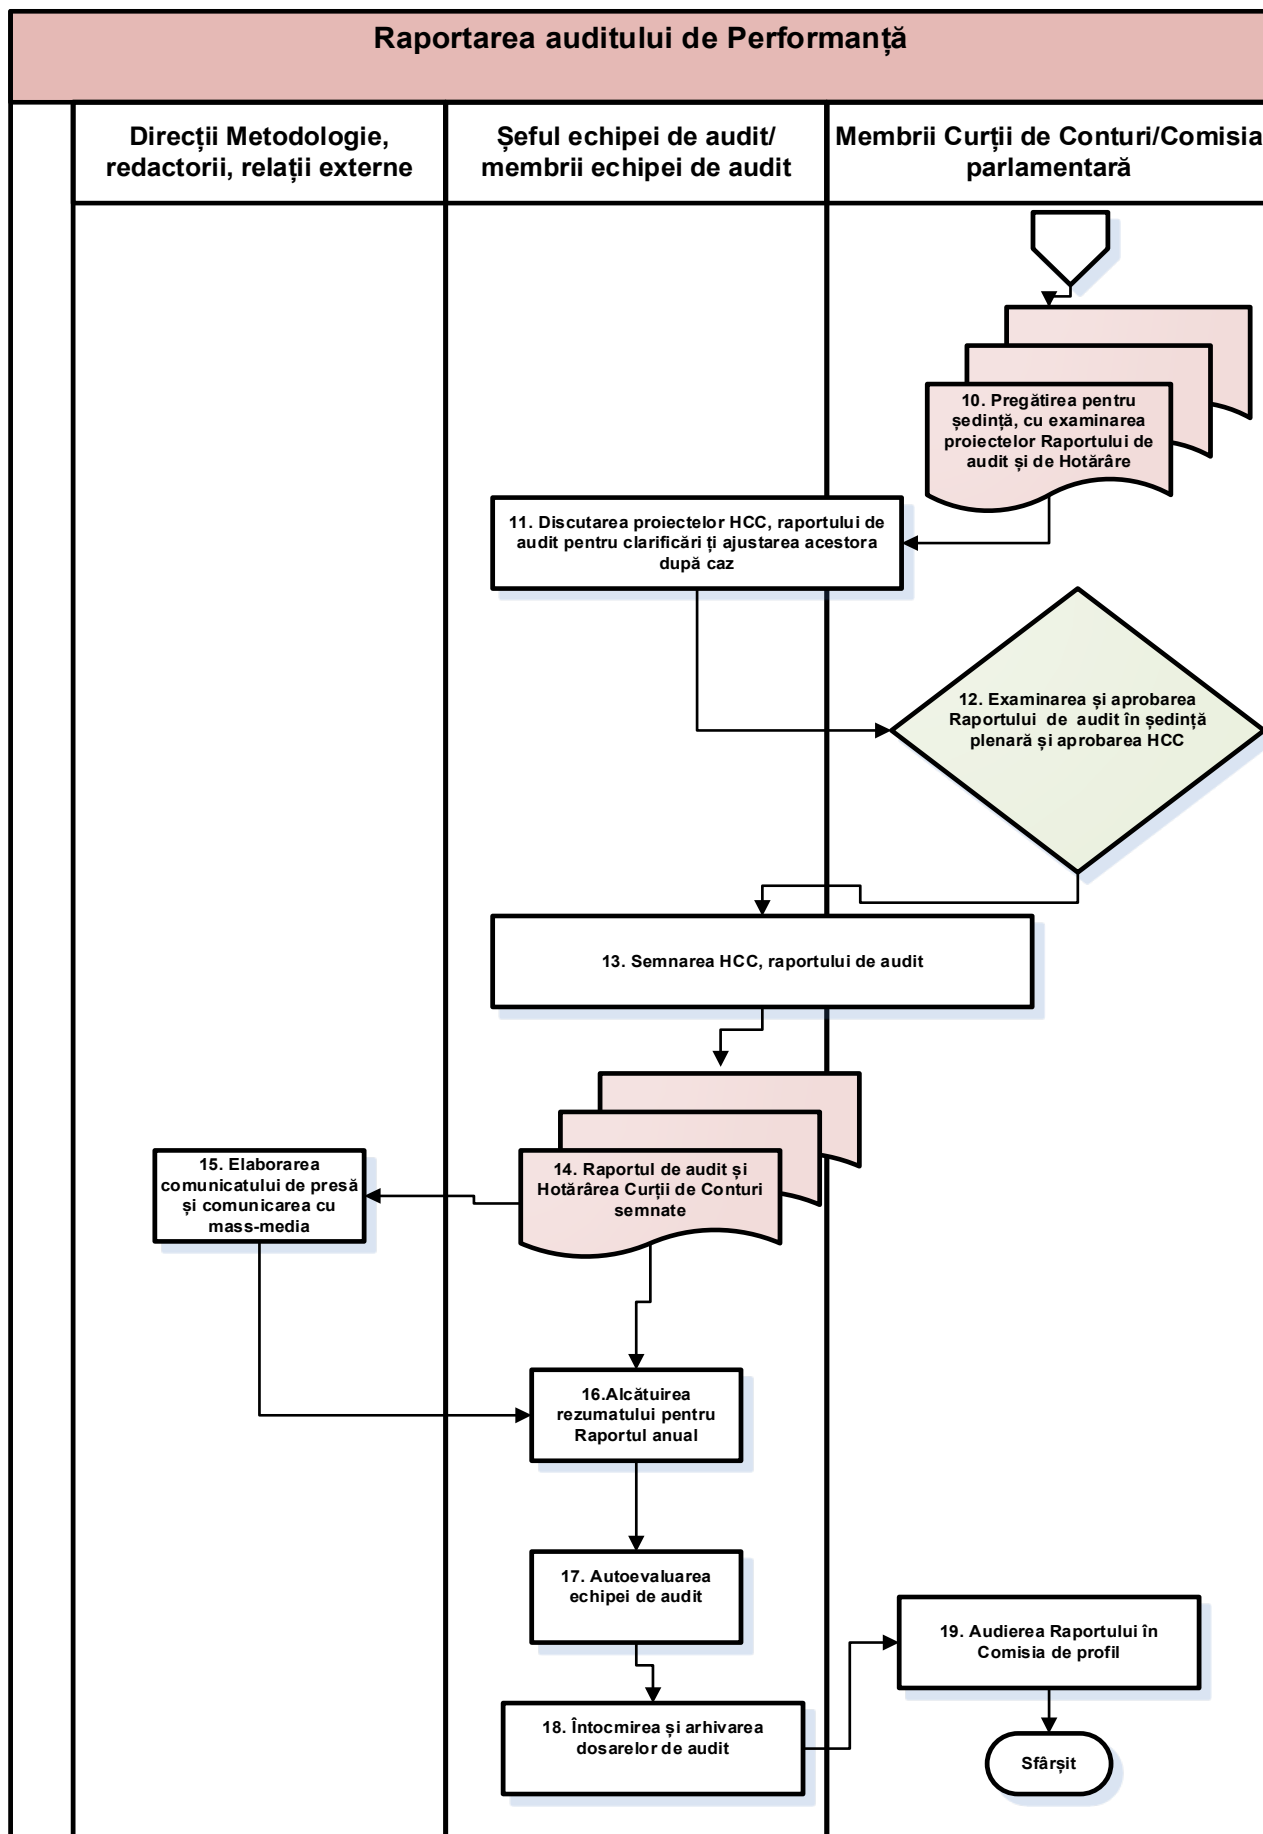 Raportarea auditului de Performanță
Direcții Metodologie,
redactorii, relații externe
Șeful echipei de audit/
membrii echipei de audit
Membrii Curții de Conturi/Comisia
parlamentară
10. Pregătirea pentru
ședință, cu examinarea
proiectelor Raportului de
audit și de Hotărâre
11. Discutarea proiectelor HCC, raportului de
audit pentru clarificări ți ajustarea acestora
după caz
12. Examinarea și aprobarea
Raportului de audit în ședință
plenară și aprobarea HCC
13. Semnarea HCC, raportului de audit
14. Raportul de audit și
Hotărârea Curții de Conturi
semnate
15. Elaborarea
comunicatului de presă
și comunicarea cu
mass-media
16.Alcătuirea
rezumatului pentru
Raportul anual
17. Autoevaluarea
echipei de audit
18. Întocmirea și arhivarea
dosarelor de audit
19. Audierea Raportului în
Comisia de profil
Sfârșit